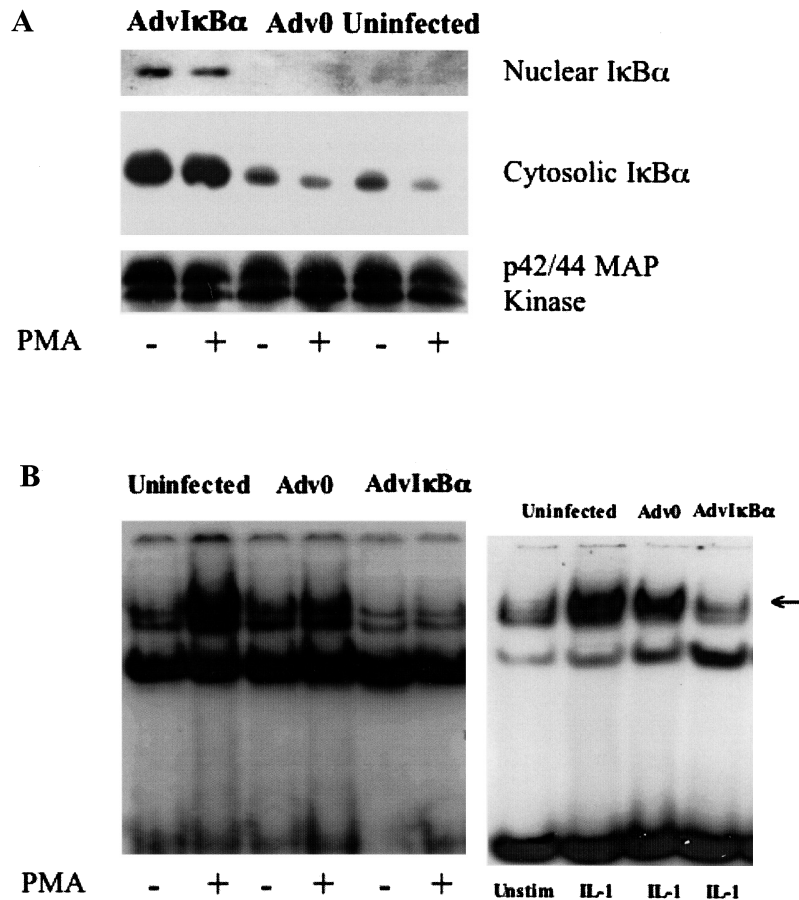 A
AdvIκBα Adv0 Uninfected
Nuclear IκBα
Cytosolic IκBα
p42/44 MAP
Kinase
PMA - + - + - +
B
Uninfected Adv0 AdvIκBα
Uninfected Adv0 AdvIκBα
←
PMA - + - + - +
Unstim IL-1 IL-1 IL-1